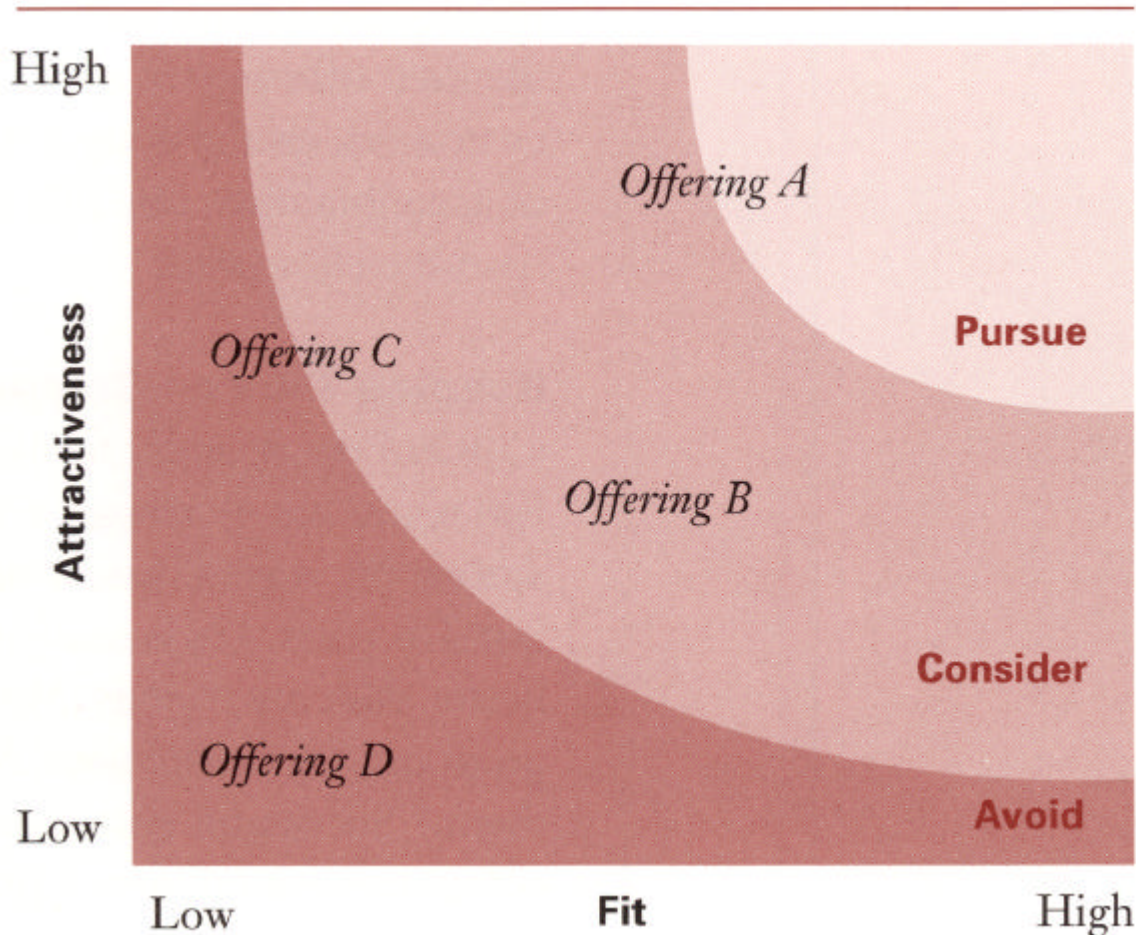 High
Offering A
Pursue
Offering C
Attractiveness
Offering B
Consider
Offering D
Avoid
Low
Low
Fit
High